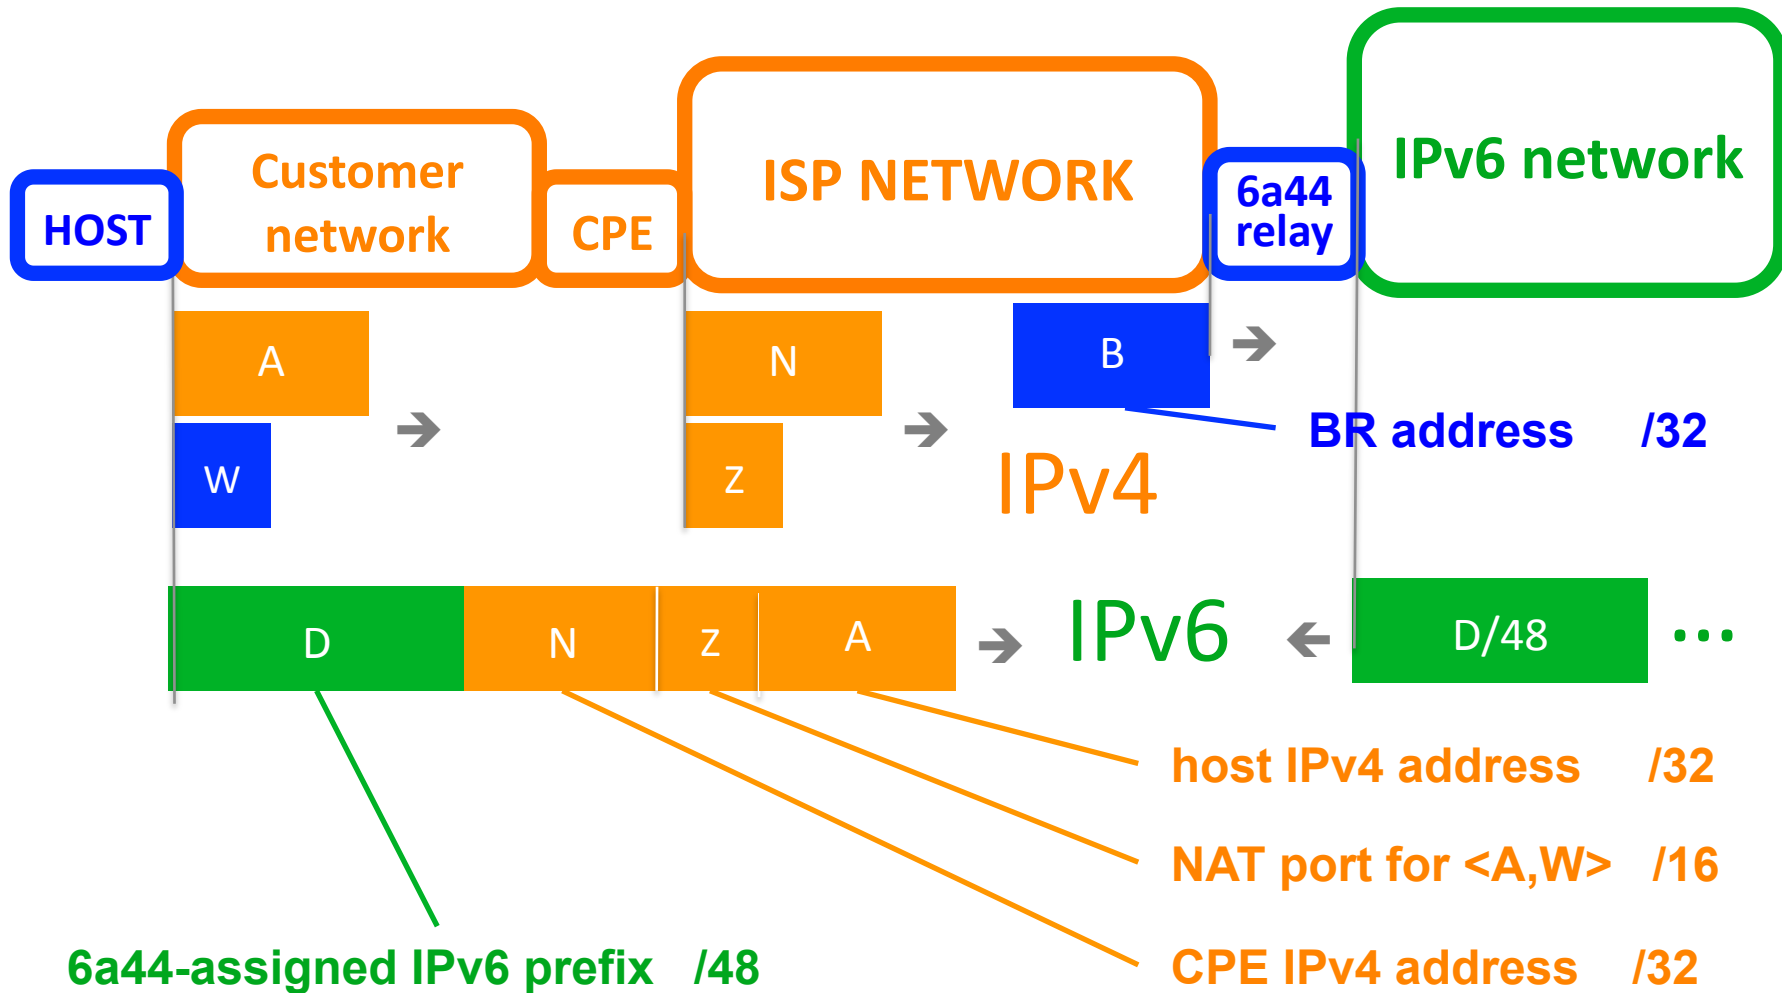 HOST
Customer
network
CPE
ISP NETWORK
6a44
relay
IPv6 network
A
N
B
W
Z
BR address /32
IPv4
D
N
Z
A
IPv6
D/48
...
host IPv4 address /32
NAT port for <A,W> /16
CPE IPv4 address /32
6a44-assigned IPv6 prefix /48